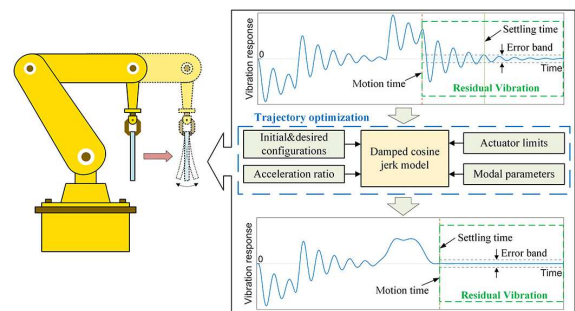 Vibration response
0
Settling time
Error band
Motion time
Time
Residual Vibration
Trajectory optimization
Initial&desired
configurations
Acceleration ratio
Damped cosine
jerk model
Actuator limits
Modal parameters
Vibration response
0
Settling time
Error band
Time
Motion time
Residual Vibration